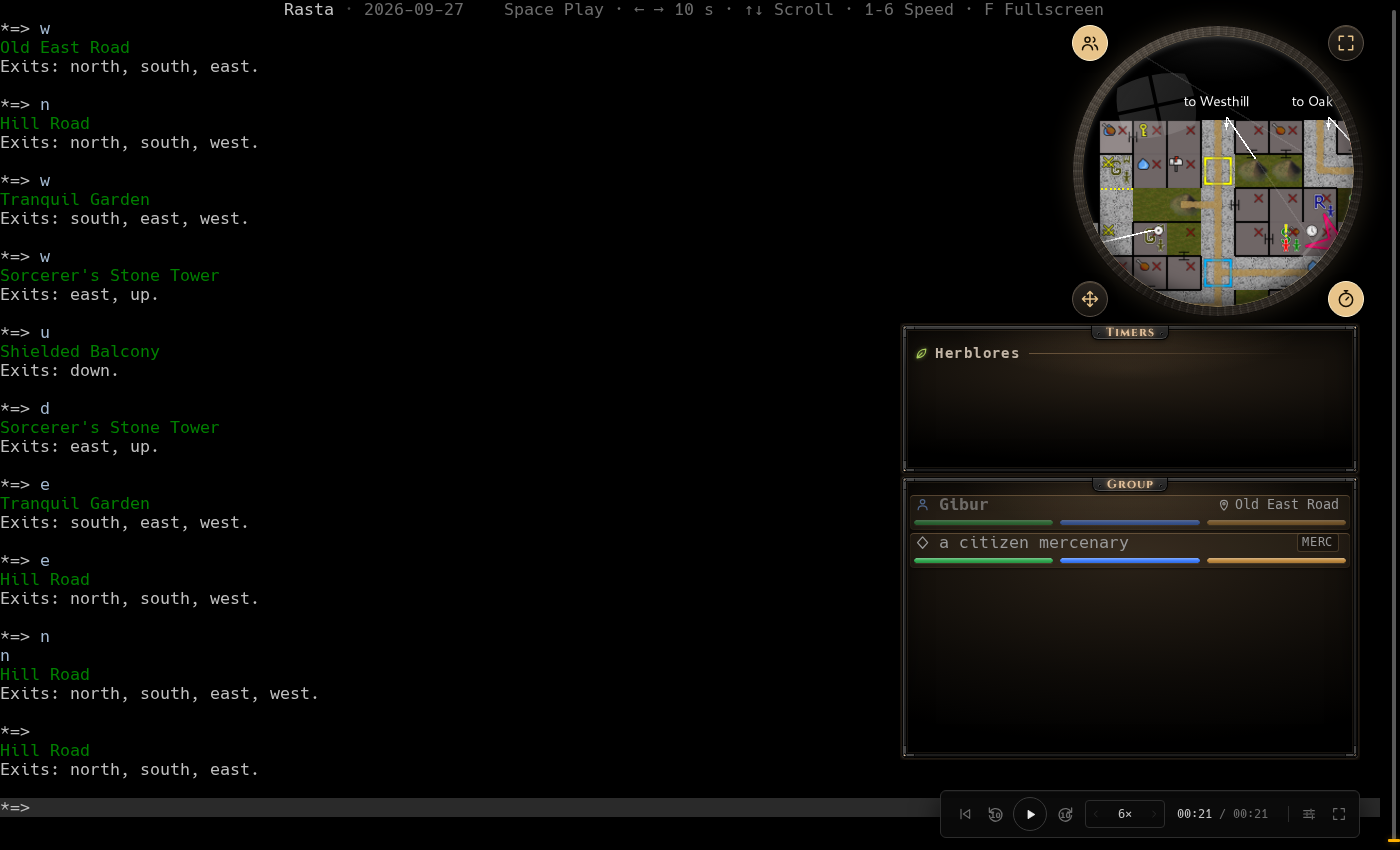 Rasta · 2026-09-27 Space Play · ← → 10 s · ↑↓ Scroll · 1-6 Speed · F Fullscreen
*=> w
Old East Road
Exits: north, south, east.
*=> n
Hill Road
Exits: north, south, west.
*=> w
Tranquil Garden
Exits: south, east, west.
*=> w
Sorcerer's Stone Tower
Exits: east, up.
*=> u
Shielded Balcony
Exits: down.
*=> d
Sorcerer's Stone Tower
Exits: east, up.
*=> e
Tranquil Garden
Exits: south, east, west.
*=> e
Hill Road
Exits: north, south, west.
*=> n
n
Hill Road
Exits: north, south, east, west.
*=>
Hill Road
Exits: north, south, east.
*=>
to Westhill to Oak
R
Timers
Herblores
Group
Gibur Old East Road
a citizen mercenary MERC
10 10 6× 00:21 / 00:21